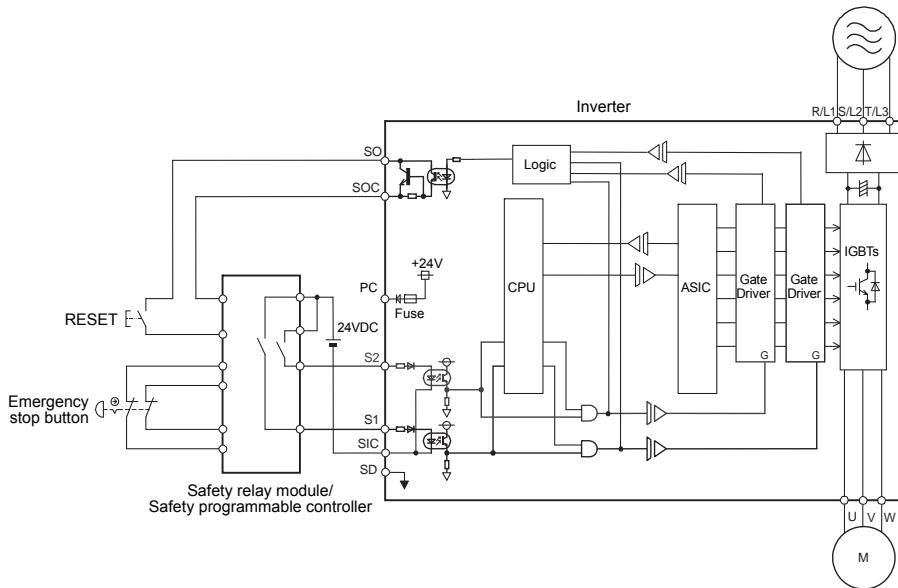 Inverter
R/L1 S/L2 T/L3
SO
SOC
Logic
+24V
PC
Fuse
CPU
ASIC
Gate
Driver
G
Gate
Driver
G
IGBTs
RESET
24VDC
S2
Emergency
stop button
S1
SIC
SD
Safety relay module/
Safety programmable controller
U V W
M